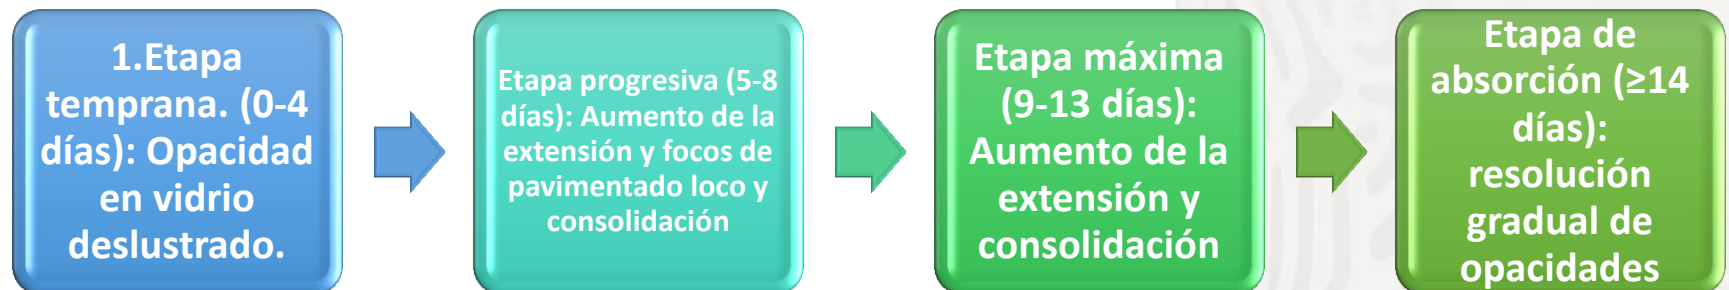 1.Etapa
temprana. (0-4
días): Opacidad
en vidrio
deslustrado.
Etapa progresiva (5-8
días): Aumento de la
extensión y focos de
pavimentado loco y
consolidación
Etapa máxima
(9-13 días):
Aumento de la
extensión y
consolidación
Etapa de
absorción (≥14
días):
resolución
gradual de
opacidades